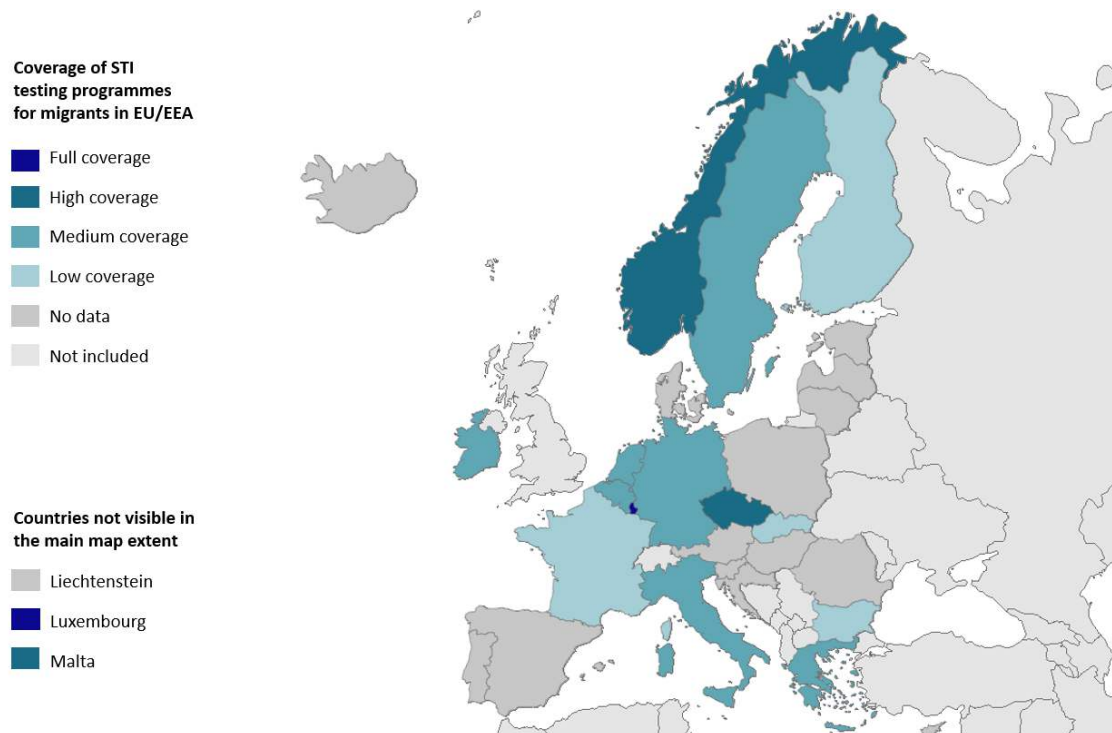 Coverage of STI
testing programmes
for migrants in EU/EEA
Full coverage
High coverage
Medium coverage
Low coverage
No data
Not included
Countries not visible in
the main map extent
Liechtenstein
Luxembourg
Malta